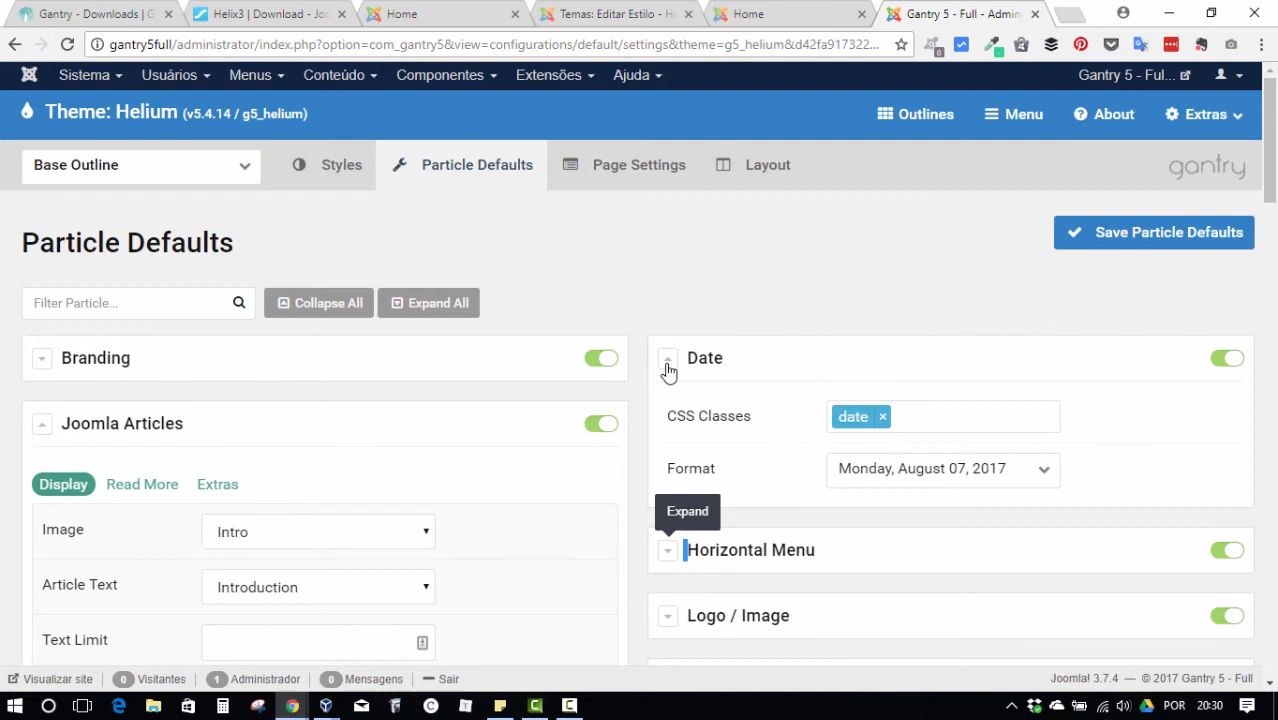 Gantry - Downloads | G
Helix3 | Download - Joo
Home
Temas: Editar Estilo - H
Home
Gantry 5 - Full - Admin
gantry5full/administrator/index.php?option=com_gantry5&view=configurations/default/settings&theme=g5_helium&d42fa917322...
Sistema Usuários Menus Conteúdo Componentes Extensões Ajuda Gantry 5 - Ful...
Theme: Helium (v5.4.14 / g5_helium) Outlines Menu About Extras
Base Outline Styles Particle Defaults Page Settings Layout gantry
Particle Defaults Save Particle Defaults
Filter Particle... Collapse All Expand All
Branding
Joomla Articles
Display Read More Extras
Image Intro
Article Text Introduction
Text Limit
Date
CSS Classes date ×
Format Monday, August 07, 2017
Expand
Horizontal Menu
Logo / Image
Visualizar site 0 Visitantes 1 Administrador 0 Mensagens Sair Joomla! 3.7.4 — © 2017 Gantry 5 - Full
POR 20:30